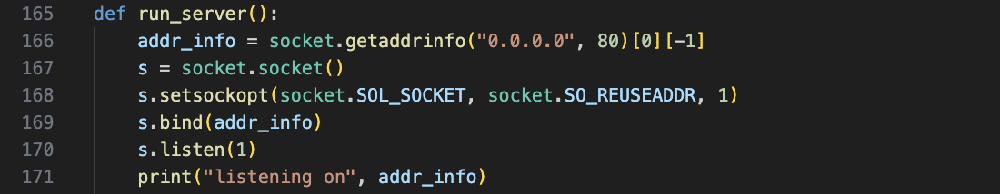 165 def run_server():
166     addr_info = socket.getaddrinfo("0.0.0.0", 80)[0][-1]
167     s = socket.socket()
168     s.setsockopt(socket.SOL_SOCKET, socket.SO_REUSEADDR, 1)
169     s.bind(addr_info)
170     s.listen(1)
171     print("listening on", addr_info)